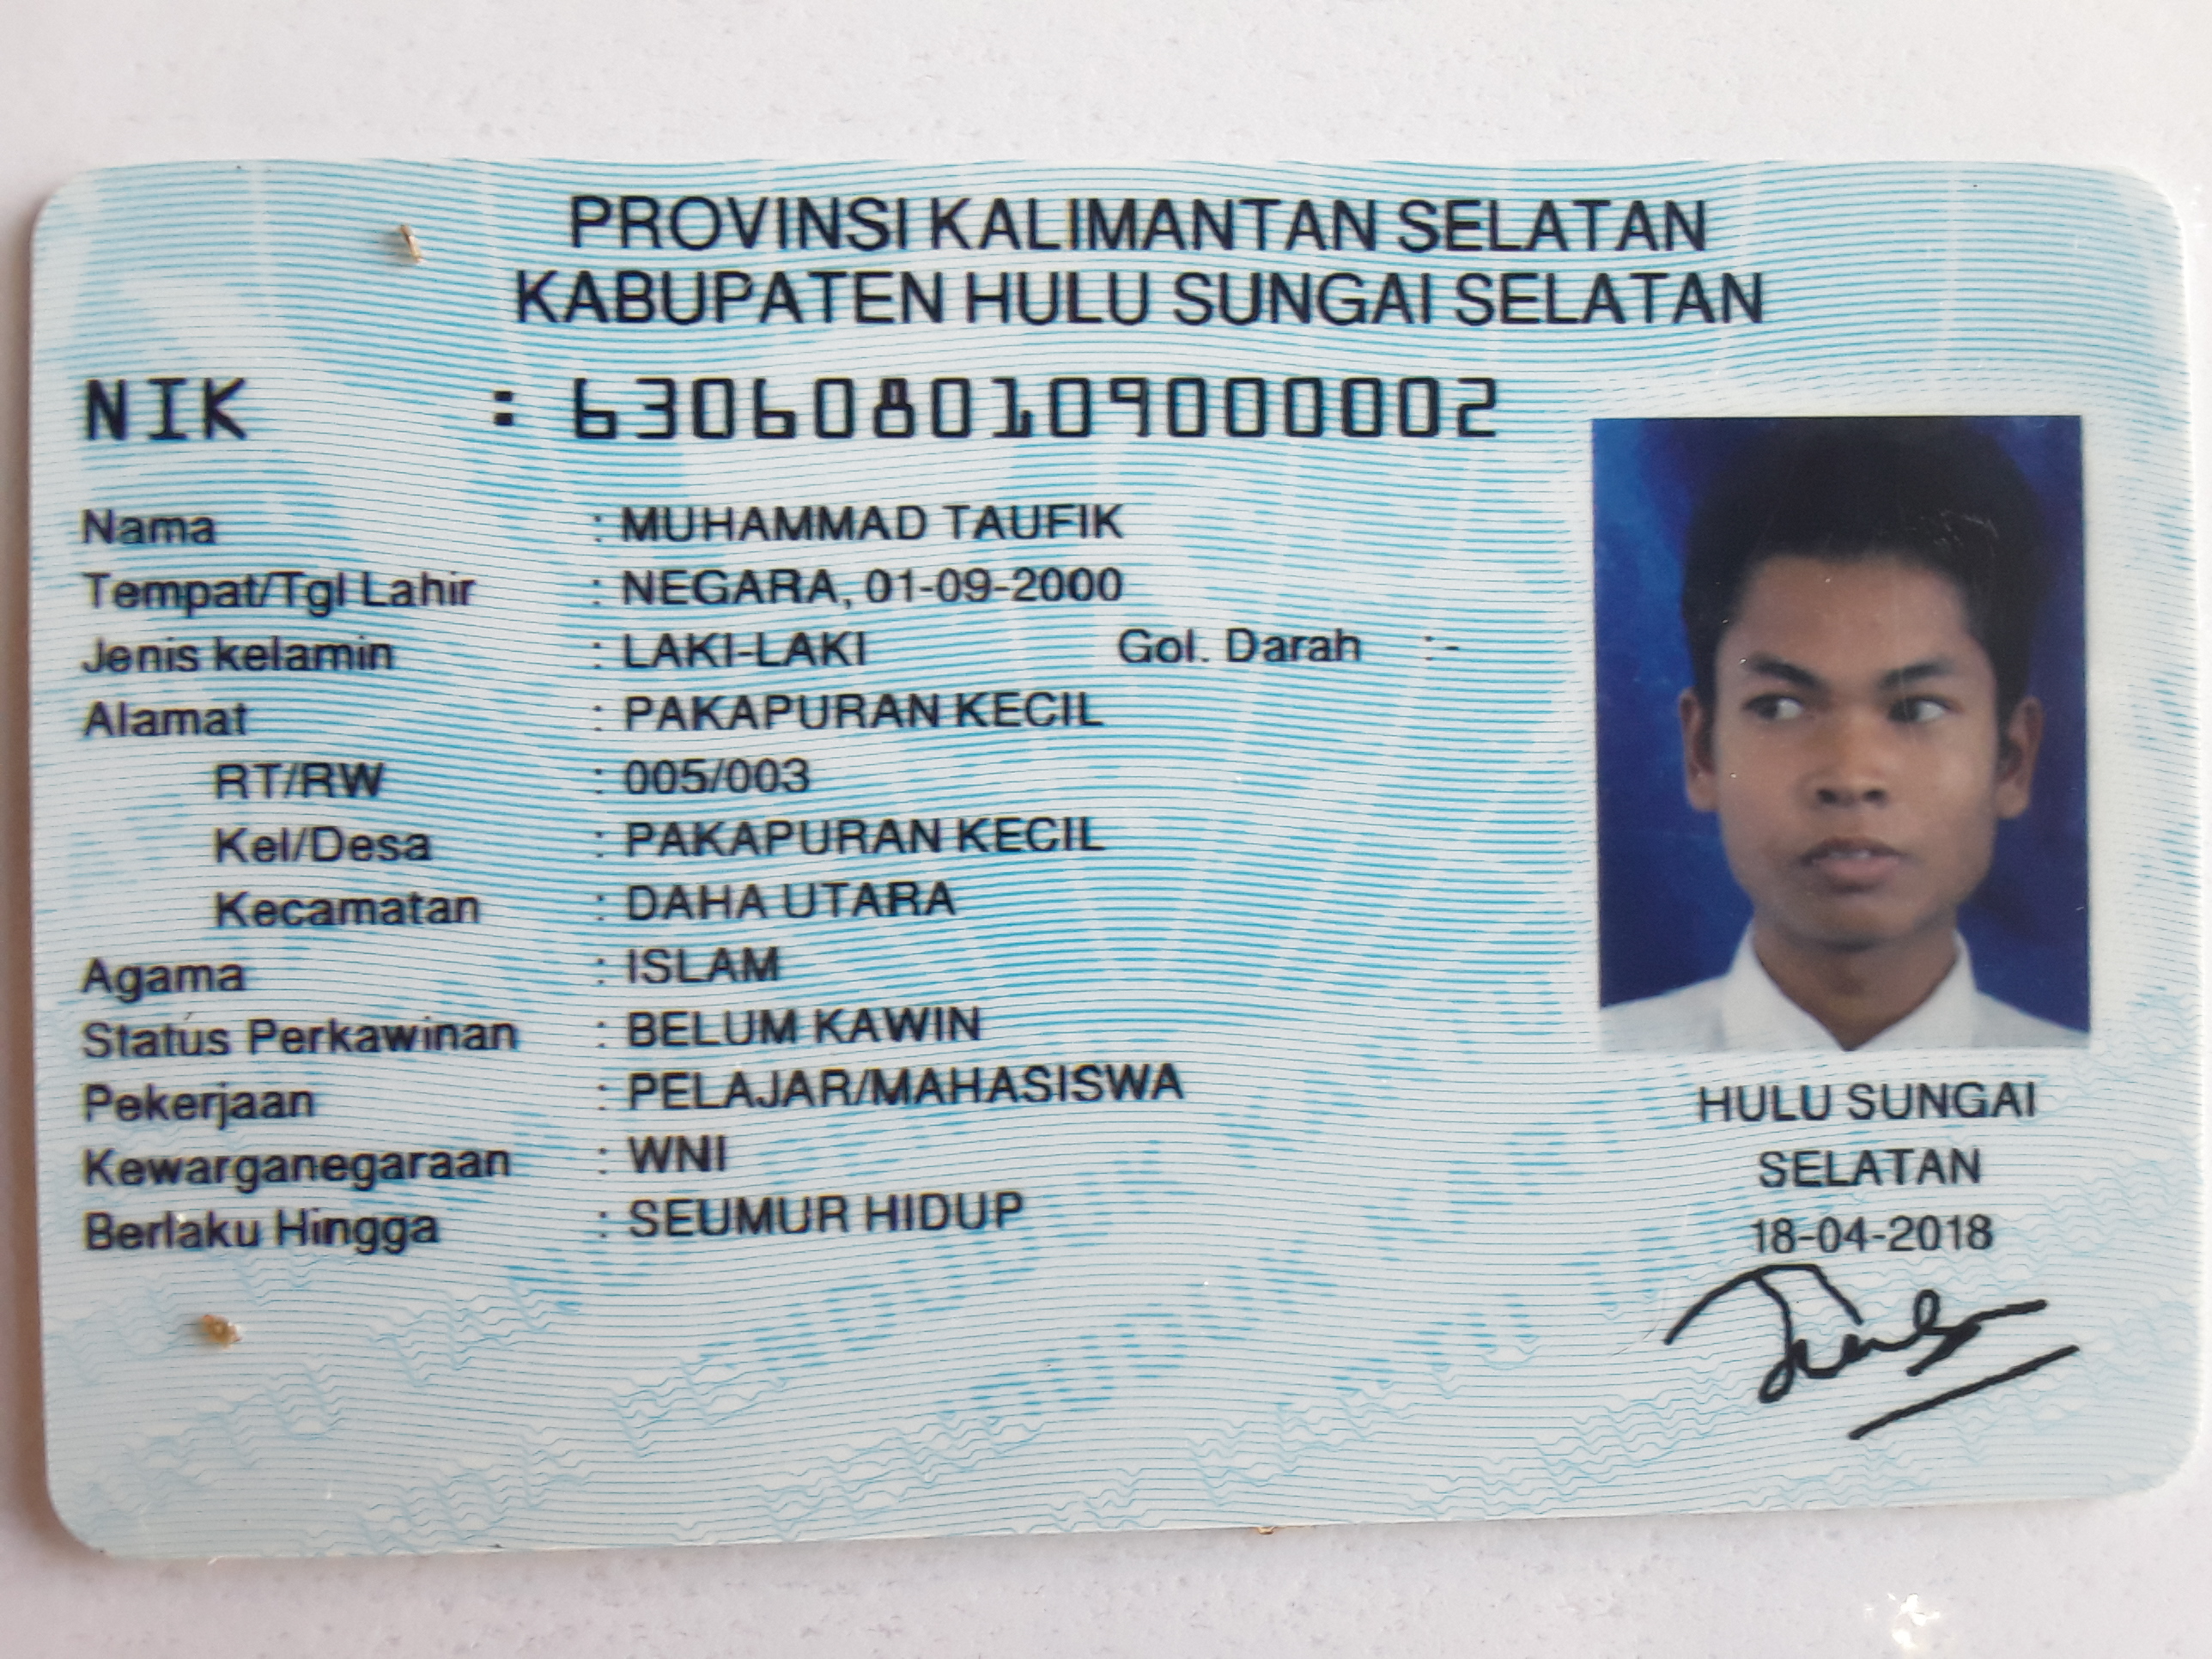 PROVINSI KALIMANTAN SELATAN
KABUPATEN HULU SUNGAI SELATAN
NIK : 6306080109000002
Nama : MUHAMMAD TAUFIK
Tempat/Tgl Lahir : NEGARA, 01-09-2000
Jenis kelamin : LAKI-LAKI Gol. Darah :-
Alamat : PAKAPURAN KECIL
RT/RW : 005/003
Kel/Desa : PAKAPURAN KECIL
Kecamatan : DAHA UTARA
Agama : ISLAM
Status Perkawinan : BELUM KAWIN
Pekerjaan : PELAJAR/MAHASISWA
Kewarganegaraan : WNI
Berlaku Hingga : SEUMUR HIDUP
HULU SUNGAI
SELATAN
18-04-2018